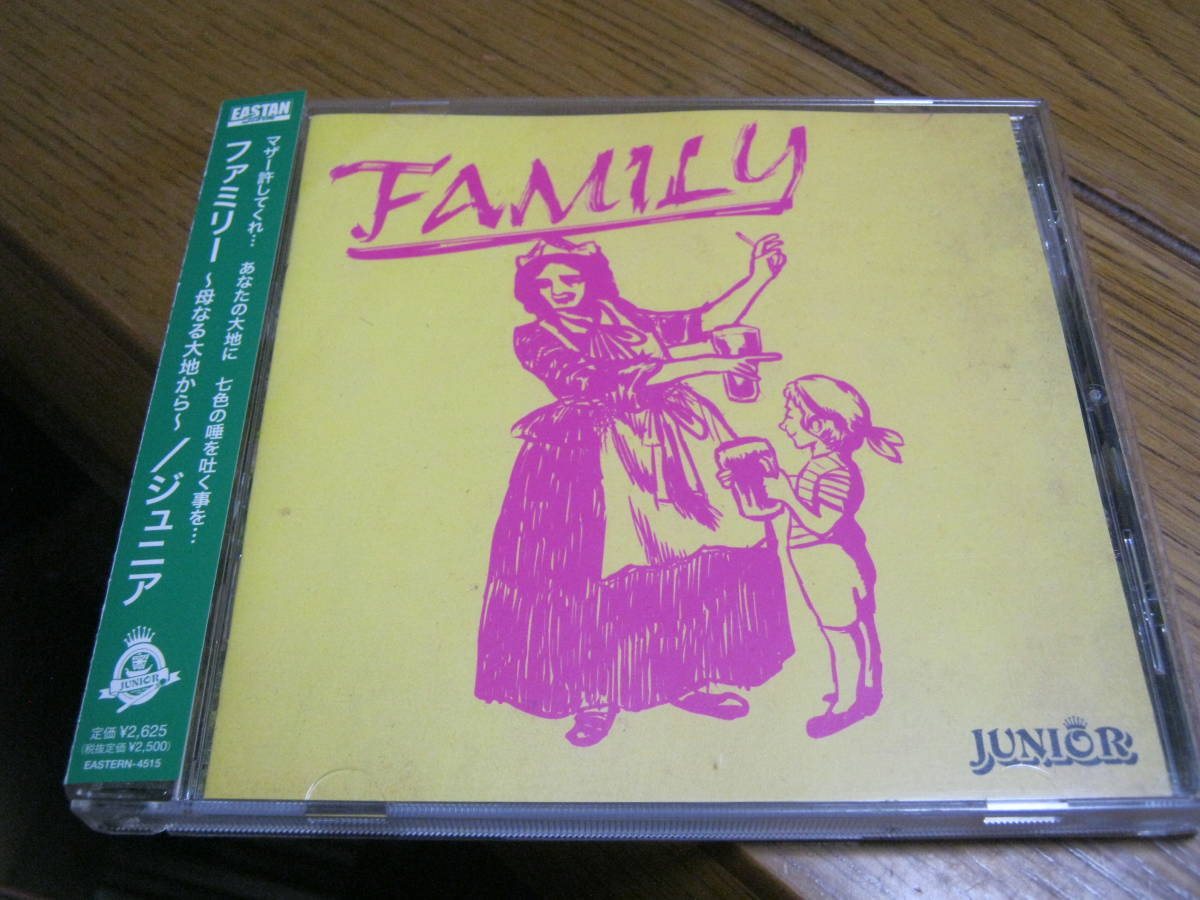 EASTAN
マザー許してくれ… あなたの大地に 七色の唾を吐く事を…
ファミリー ～母なる大地から～／ジュニア
JUNIOR
定価 ¥2,625
(税抜定価 ¥2,500)
EASTERN-4515
FAMILY
JUNIOR